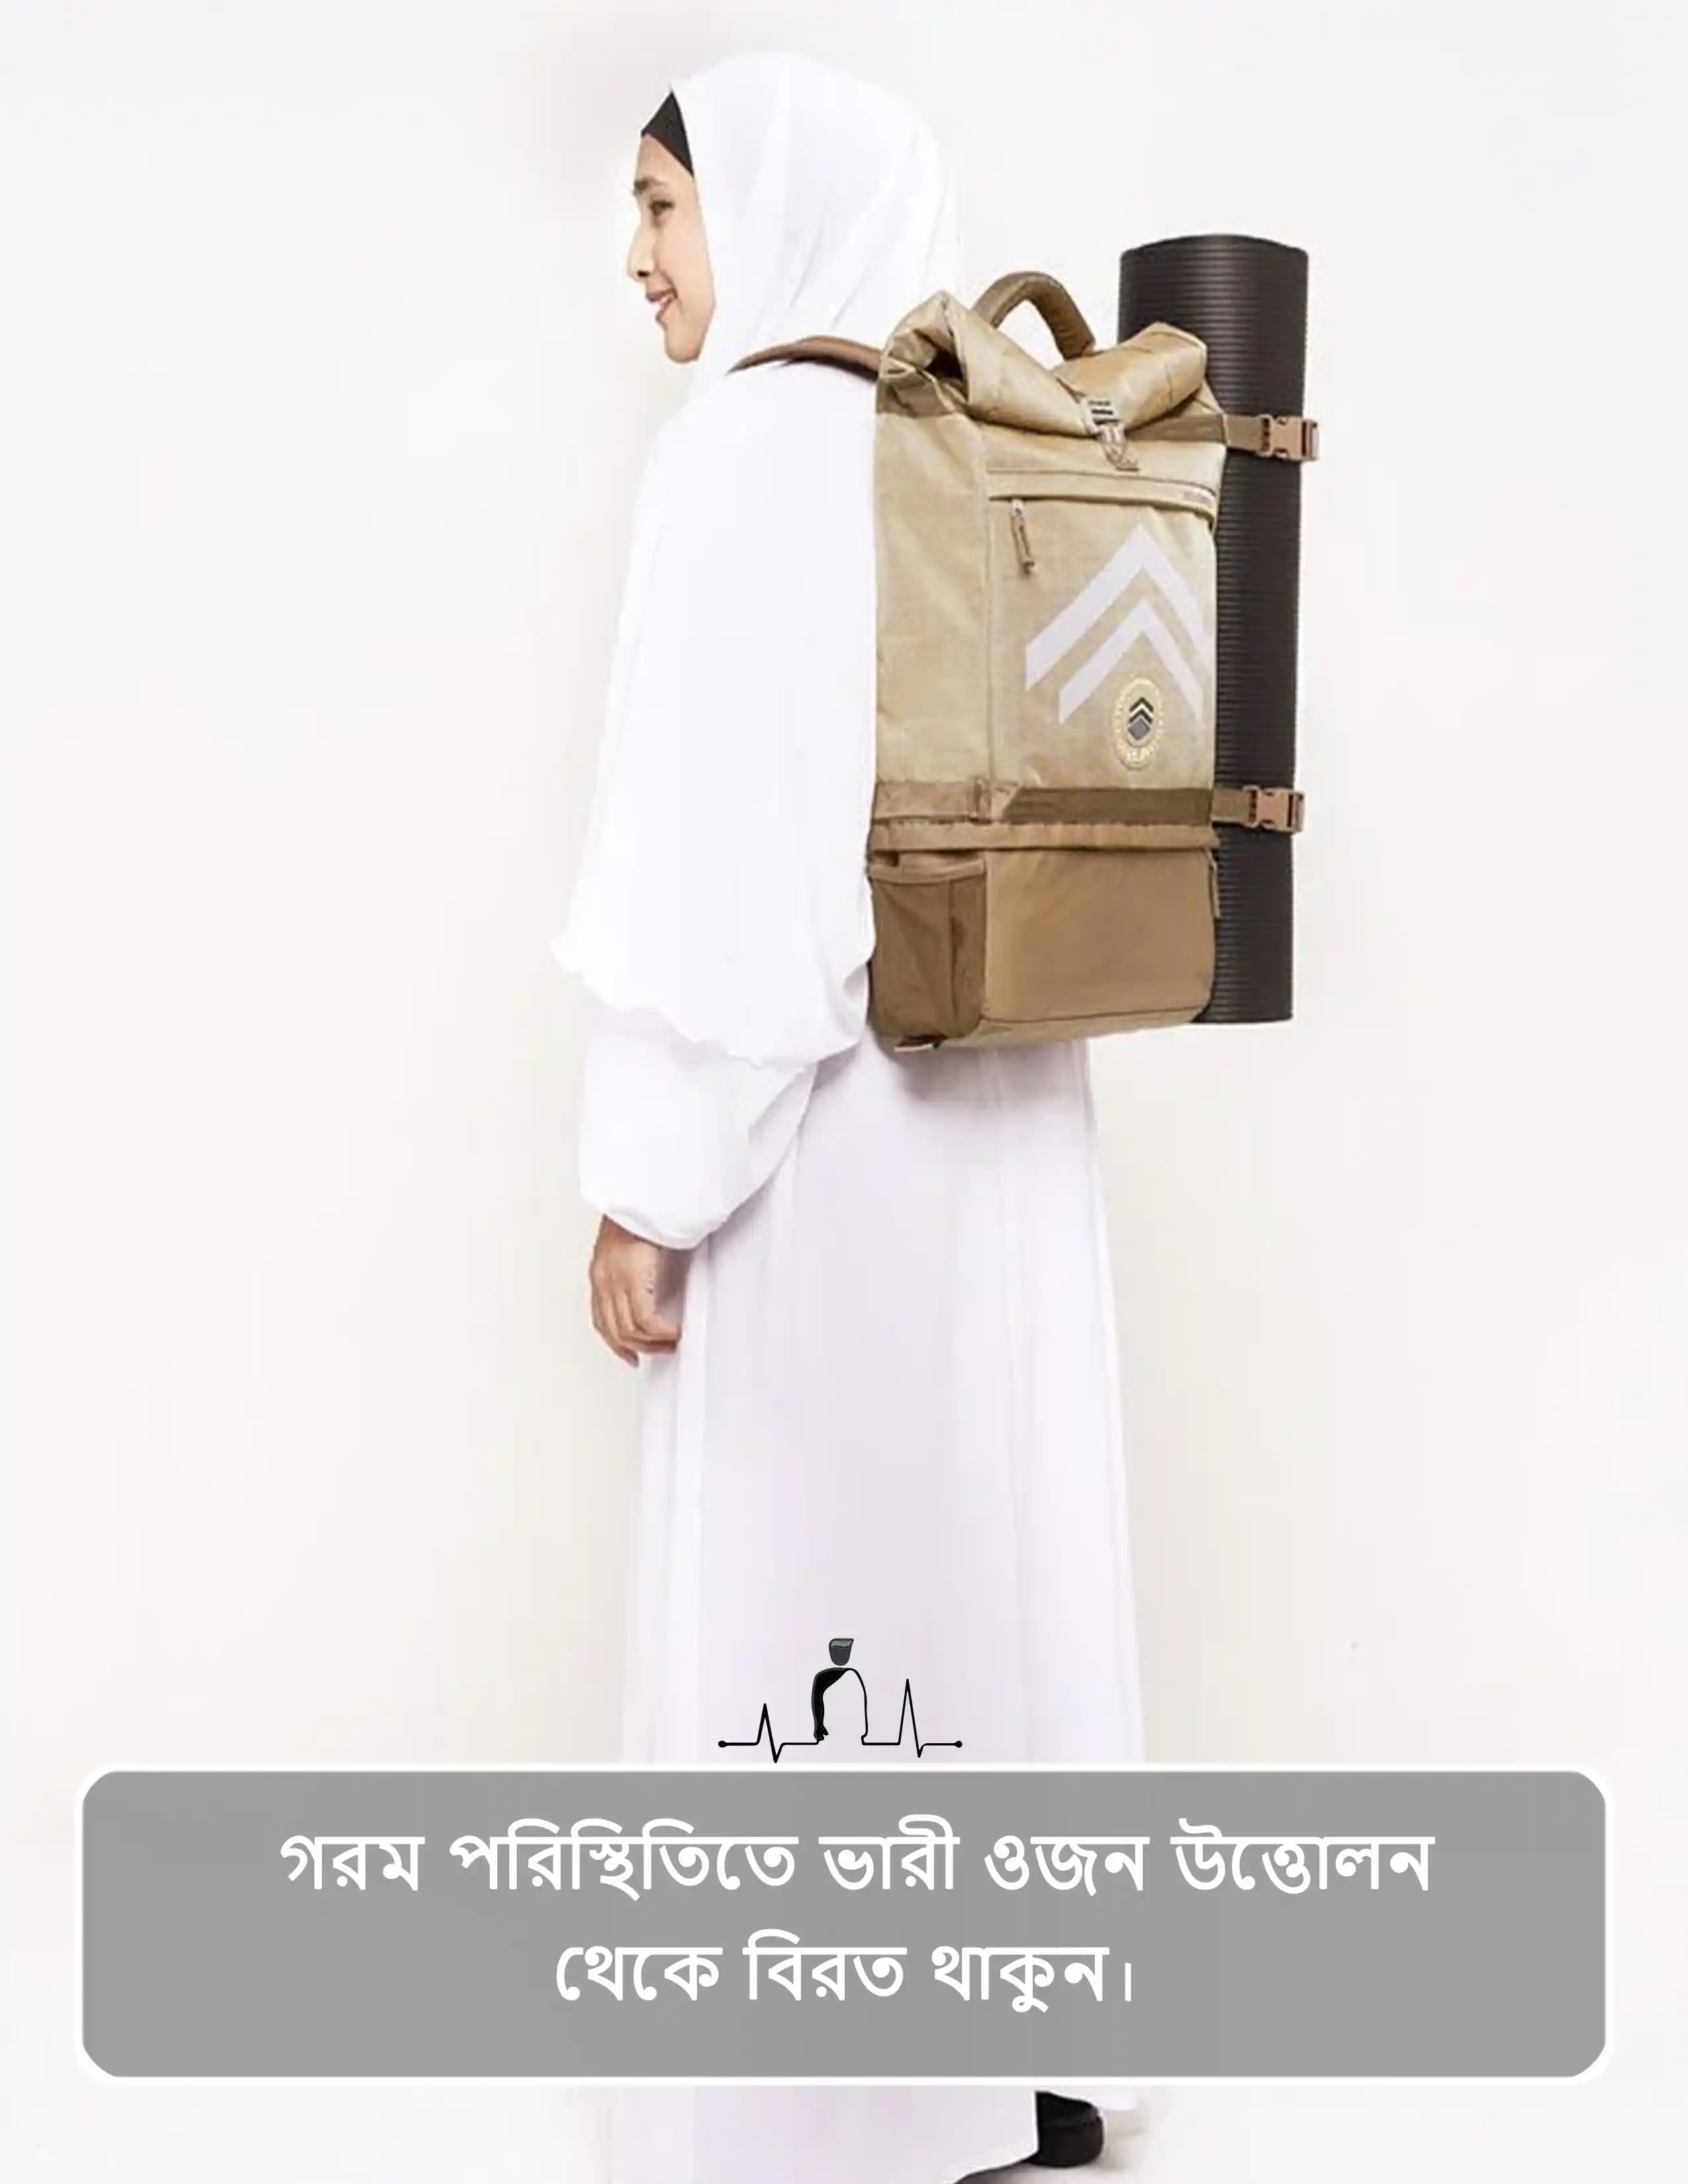 গরম পরিস্থিতিতে ভারী ওজন উত্তোলন
থেকে বিরত থাকুন।